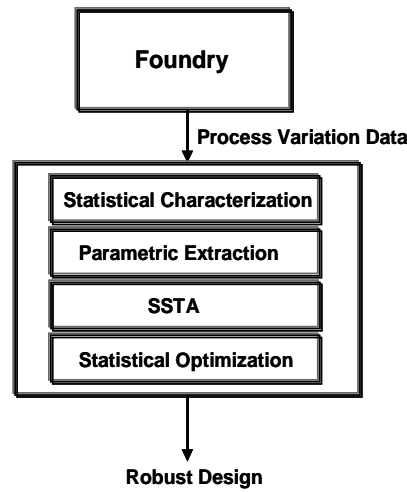 Foundry
Process Variation Data
Statistical Characterization
Parametric Extraction
SSTA
Statistical Optimization
Robust Design